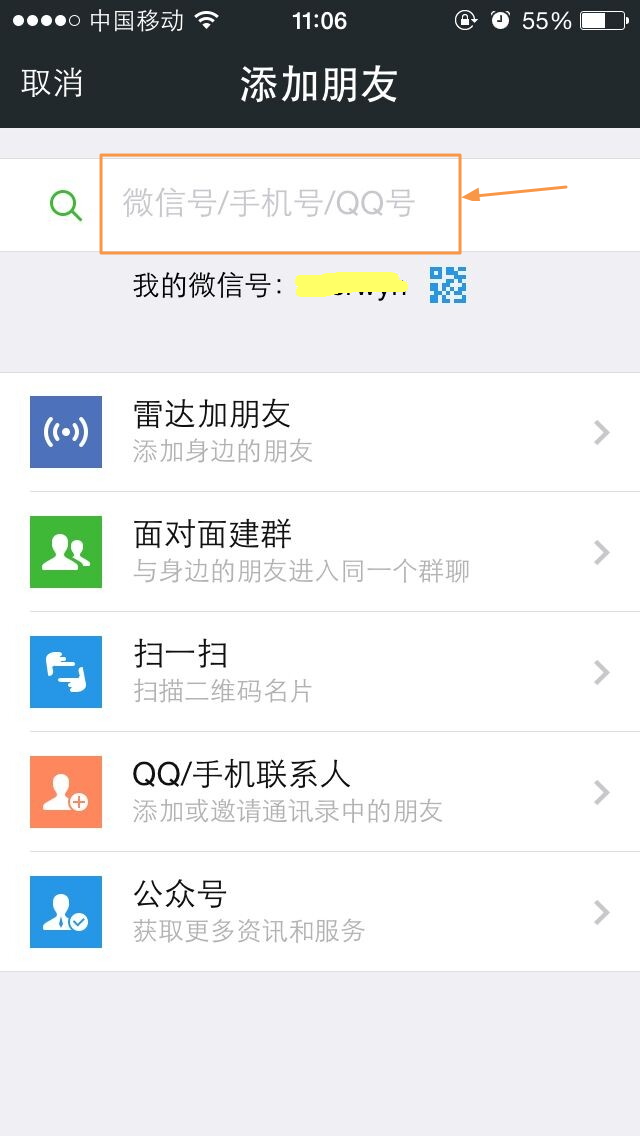 中国移动 11:06 55%
取消 添加朋友
微信号/手机号/QQ号
我的微信号:
雷达加朋友
添加身边的朋友
面对面建群
与身边的朋友进入同一个群聊
扫一扫
扫描二维码名片
QQ/手机联系人
添加或邀请通讯录中的朋友
公众号
获取更多资讯和服务